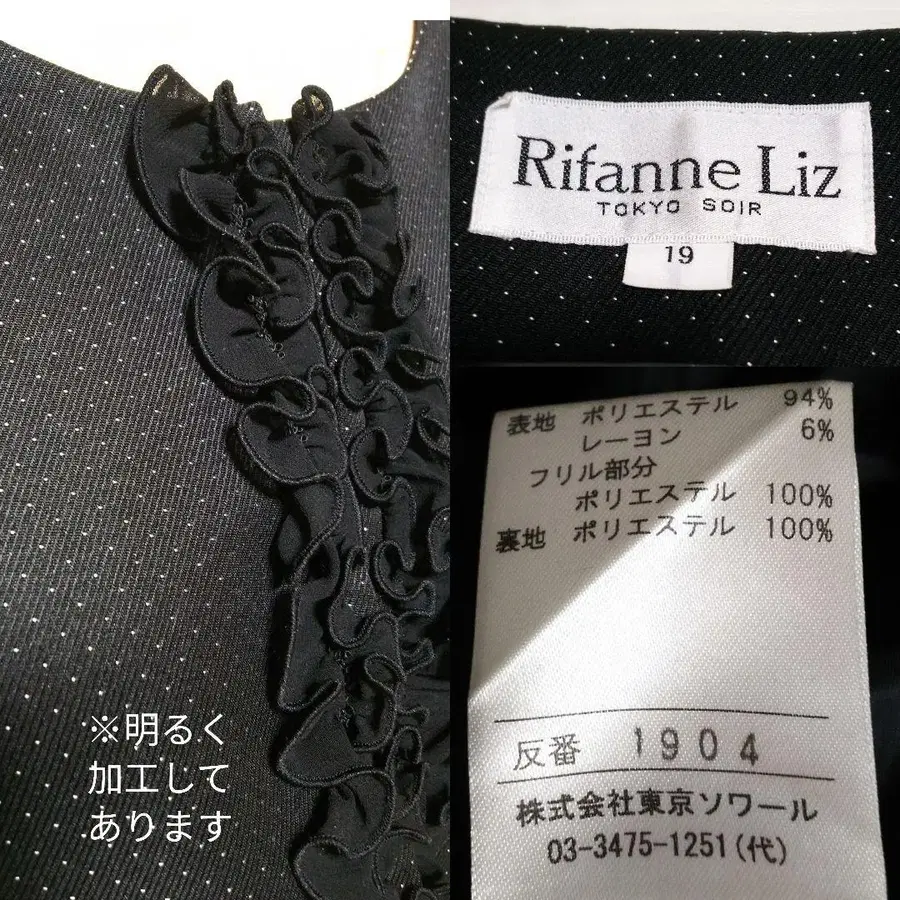 ※明るく
加工して
あります
Rifanne Liz
TOKYO SOIR
19
表地 ポリエステル 94%
レーヨン 6%
フリル部分
ポリエステル 100%
裏地 ポリエステル 100%
反番 1904
株式会社東京ソワール
03-3475-1251(代)